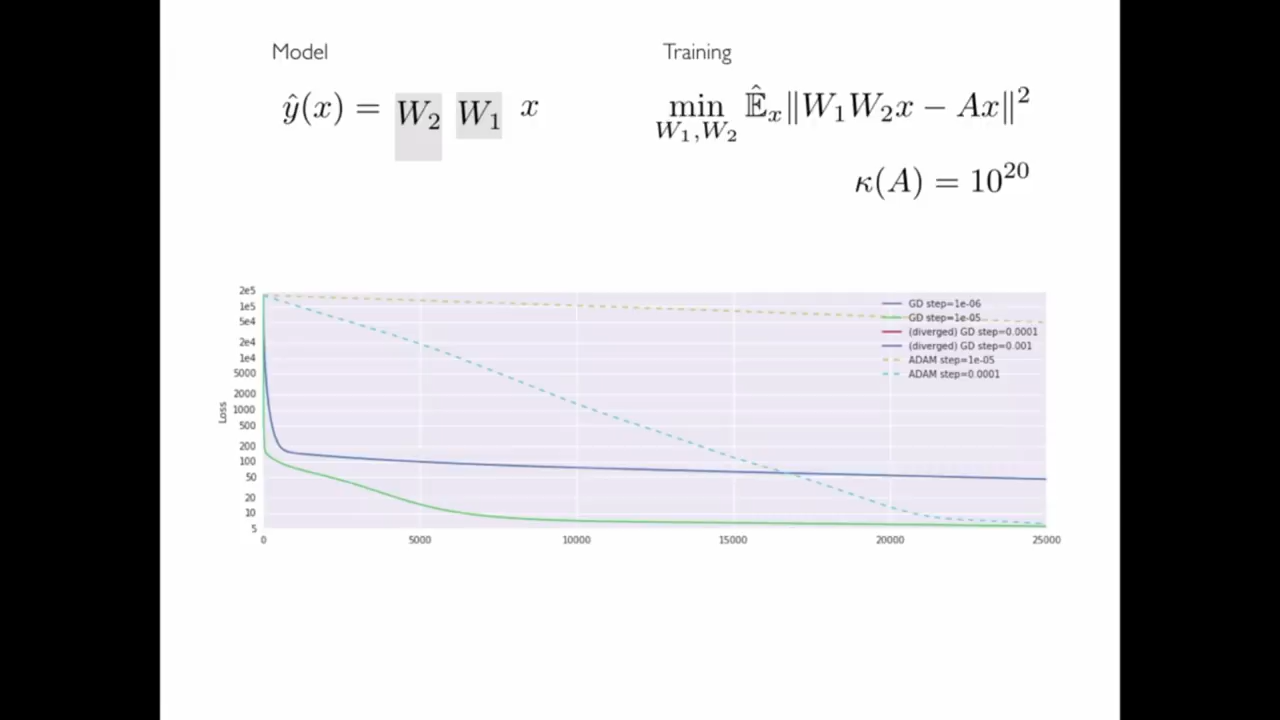 Model
Training
ŷ(x) = W₂ W₁ x
min Ê‖W₁W₂x − Ax‖²
W₁,W₂ x
κ(A) = 10²⁰
2e5
1e5
5e4
2e4
1e4
5000
2000
1000
500
200
100
50
20
10
5
Loss
GD step=1e-06
GD step=1e-05
(diverged) GD step=0.0001
(diverged) GD step=0.001
ADAM step=1e-05
ADAM step=0.0001
0 5000 10000 15000 20000 25000